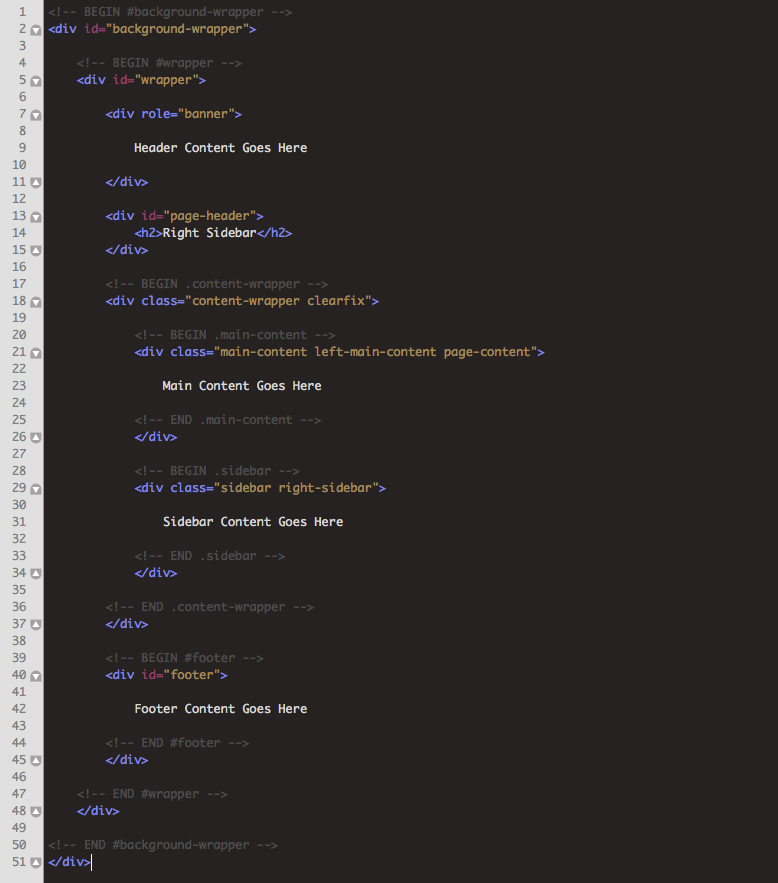 1 <!-- BEGIN #background-wrapper -->
2 <div id="background-wrapper">
3
4     <!-- BEGIN #wrapper -->
5     <div id="wrapper">
6
7         <div role="banner">
8
9             Header Content Goes Here
10
11         </div>
12
13         <div id="page-header">
14             <h2>Right Sidebar</h2>
15         </div>
16
17         <!-- BEGIN .content-wrapper -->
18         <div class="content-wrapper clearfix">
19
20             <!-- BEGIN .main-content -->
21             <div class="main-content left-main-content page-content">
22
23                 Main Content Goes Here
24
25             <!-- END .main-content -->
26             </div>
27
28             <!-- BEGIN .sidebar -->
29             <div class="sidebar right-sidebar">
30
31                 Sidebar Content Goes Here
32
33             <!-- END .sidebar -->
34             </div>
35
36         <!-- END .content-wrapper -->
37         </div>
38
39         <!-- BEGIN #footer -->
40         <div id="footer">
41
42             Footer Content Goes Here
43
44         <!-- END #footer -->
45         </div>
46
47     <!-- END #wrapper -->
48     </div>
49
50 <!-- END #background-wrapper -->
51 </div>